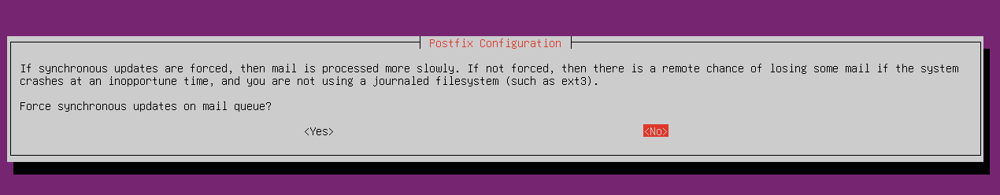 Postfix Configuration
If synchronous updates are forced, then mail is processed more slowly. If not forced, then there is a remote chance of losing some mail if the system
crashes at an inopportune time, and you are not using a journaled filesystem (such as ext3).
Force synchronous updates on mail queue?
<Yes> <No>